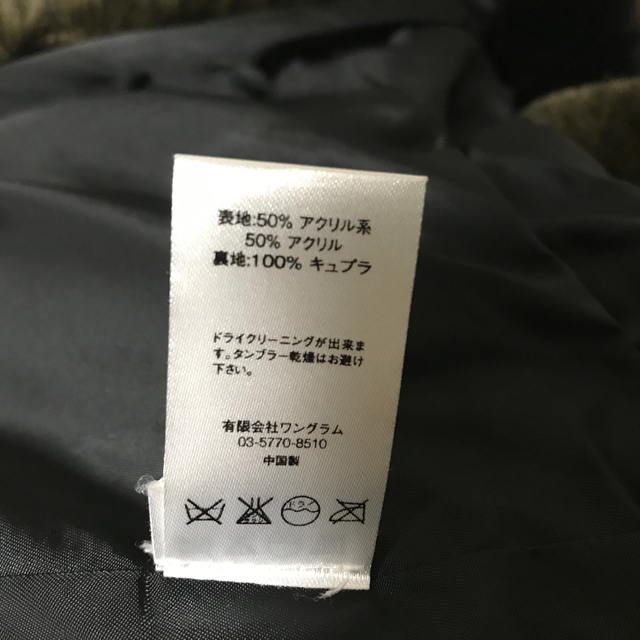 表地:50% アクリル系
50% アクリル
裏地:100% キュプラ
ドライクリーニングが出来ま
す。タンブラー乾燥はお避け
下さい。
有限会社ワングラム
03-5770-8510
中国製
ドライ